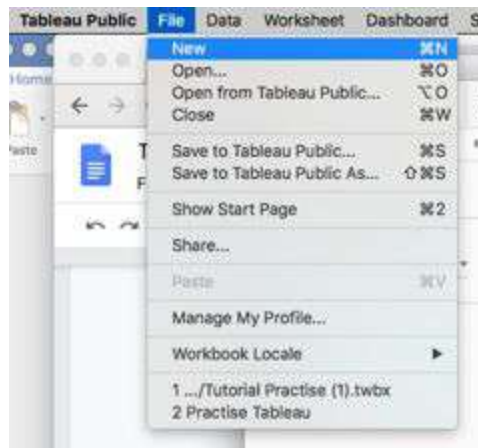 Tableau Public File Data Worksheet Dashboard S
Home
New ⌘N
Open... ⌘O
Open from Tableau Public... ⌥O
Close ⌘W
Paste
Save to Tableau Public... ⌘S
Save to Tableau Public As... ⇧⌘S
Show Start Page ⌘2
Share...
Paste ⌘V
Manage My Profile...
Workbook Locale ▶
1 .../Tutorial Practise (1).twbx
2 Practise Tableau